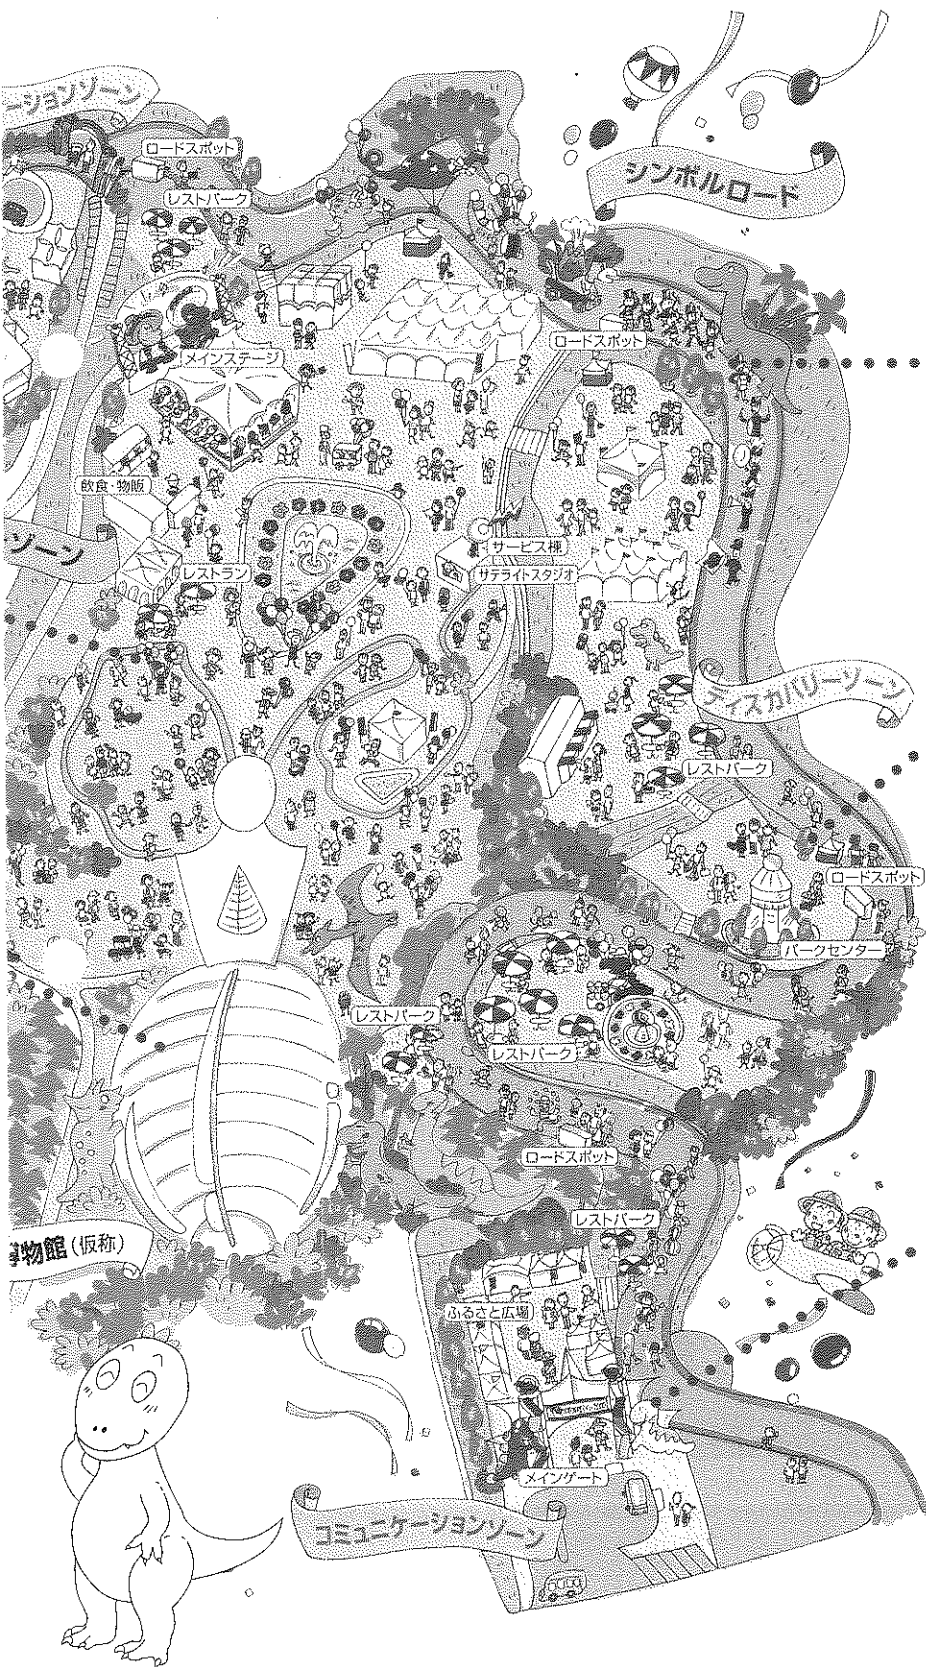 ーションゾーン
ロードスポット
シンボルロード
レストパーク
ロードスポット
メインステージ
飲食・物販
ゾーン
サービス棟
レストラン
サテライトスタジオ
ディスカバリーゾーン
レストパーク
ロードスポット
パークセンター
レストパーク
レストパーク
ロードスポット
レストパーク
博物館(仮称)
ふるさと広場
メインゲート
コミュニケーションゾーン